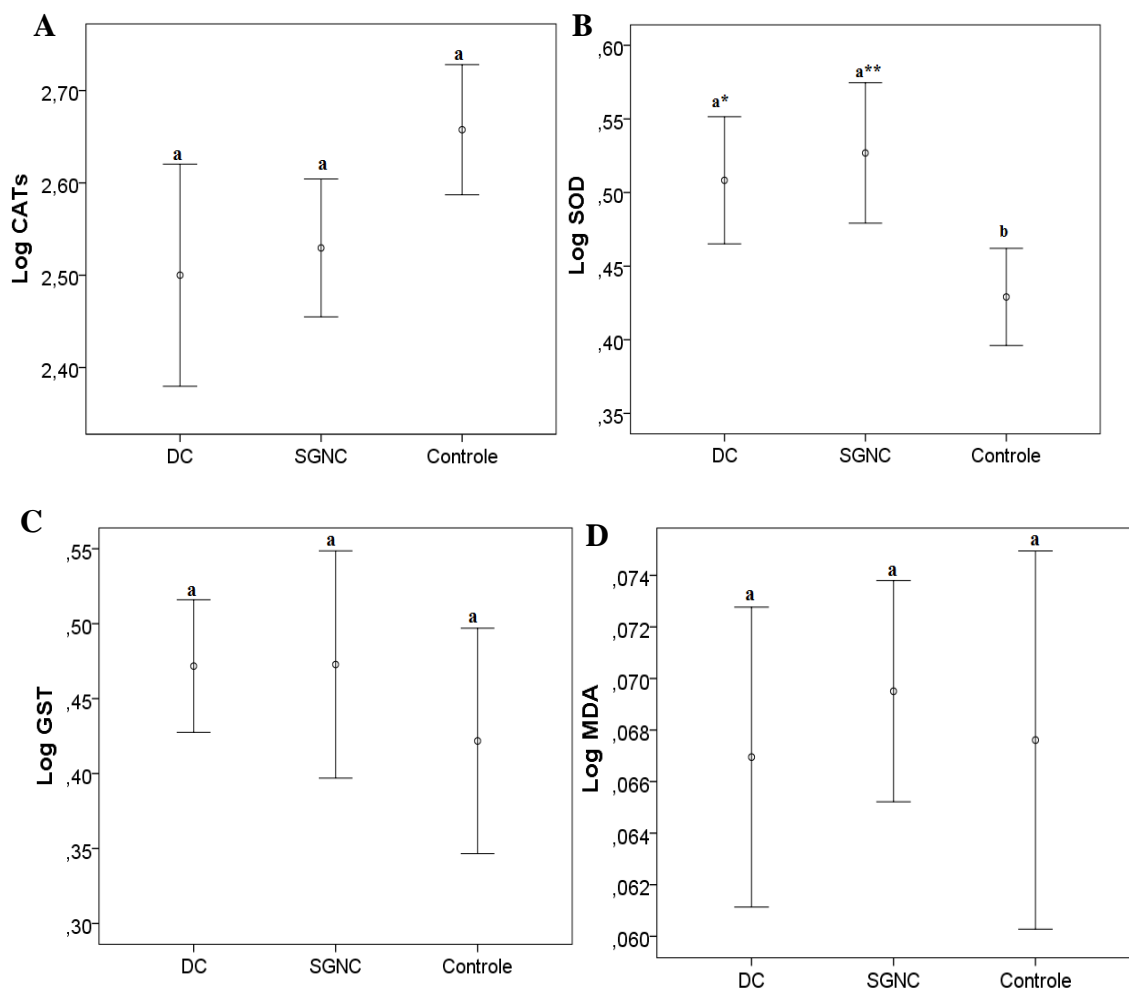 A
Log CATs
2,70
2,60
2,50
2,40
a
a
a
DC
SGNC
Controle
B
Log SOD
,60
,55
,50
,45
,40
,35
a*
a**
b
DC
SGNC
Controle
C
Log GST
,55
,50
,45
,40
,35
,30
a
a
a
DC
SGNC
Controle
D
Log MDA
,074
,072
,070
,068
,066
,064
,062
,060
a
a
a
DC
SGNC
Controle